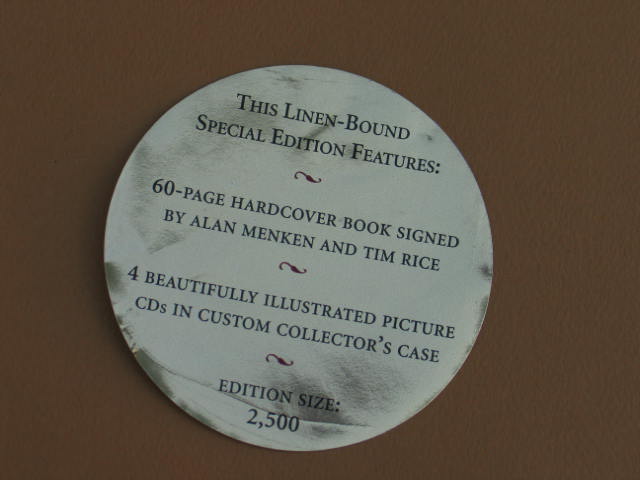 This Linen-Bound
Special Edition Features:
60-page hardcover book signed
by Alan Menken and Tim Rice
4 beautifully illustrated picture
CDs in custom collector's case
edition size:
2,500